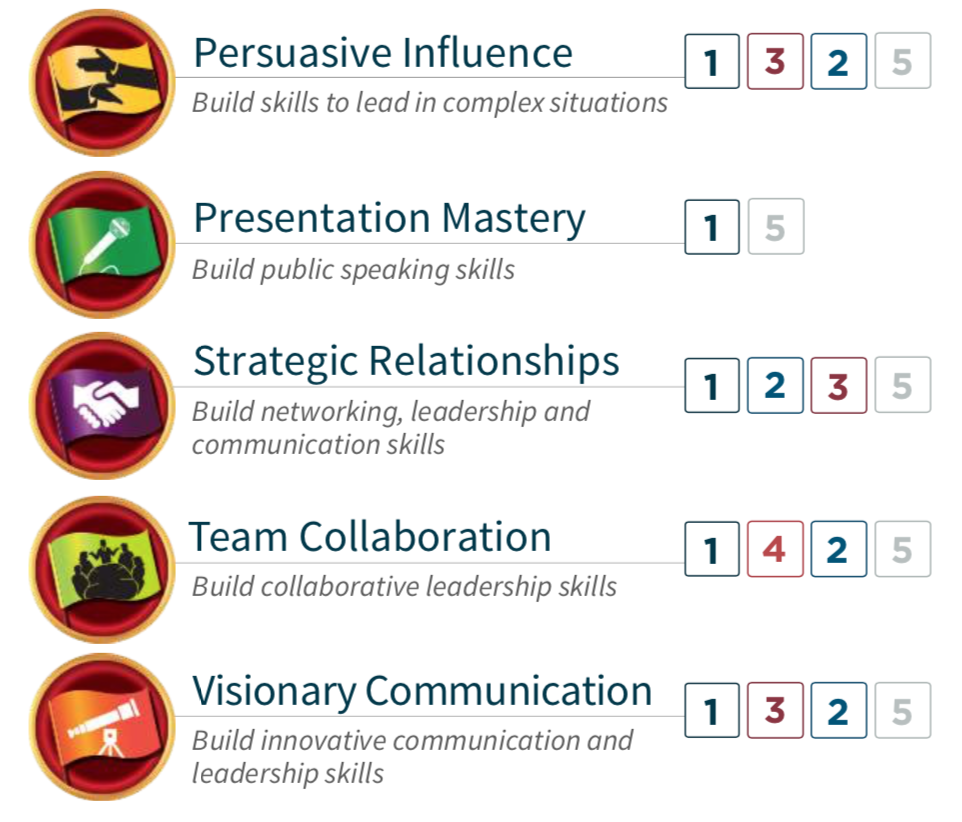 Persuasive Influence
1 3 2 5
Build skills to lead in complex situations
Presentation Mastery
1 5
Build public speaking skills
Strategic Relationships
1 2 3 5
Build networking, leadership and
communication skills
Team Collaboration
1 4 2 5
Build collaborative leadership skills
Visionary Communication
1 3 2 5
Build innovative communication and
leadership skills